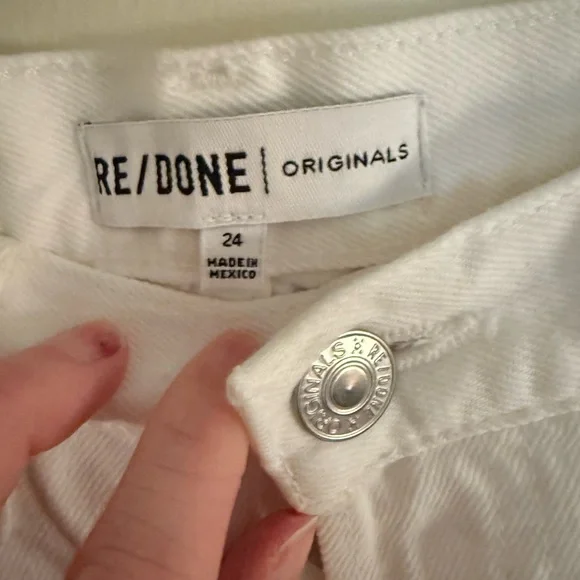 RE/DONE | ORIGINALS
24
MADE IN
MEXICO
ORIGINALS RE/DONE